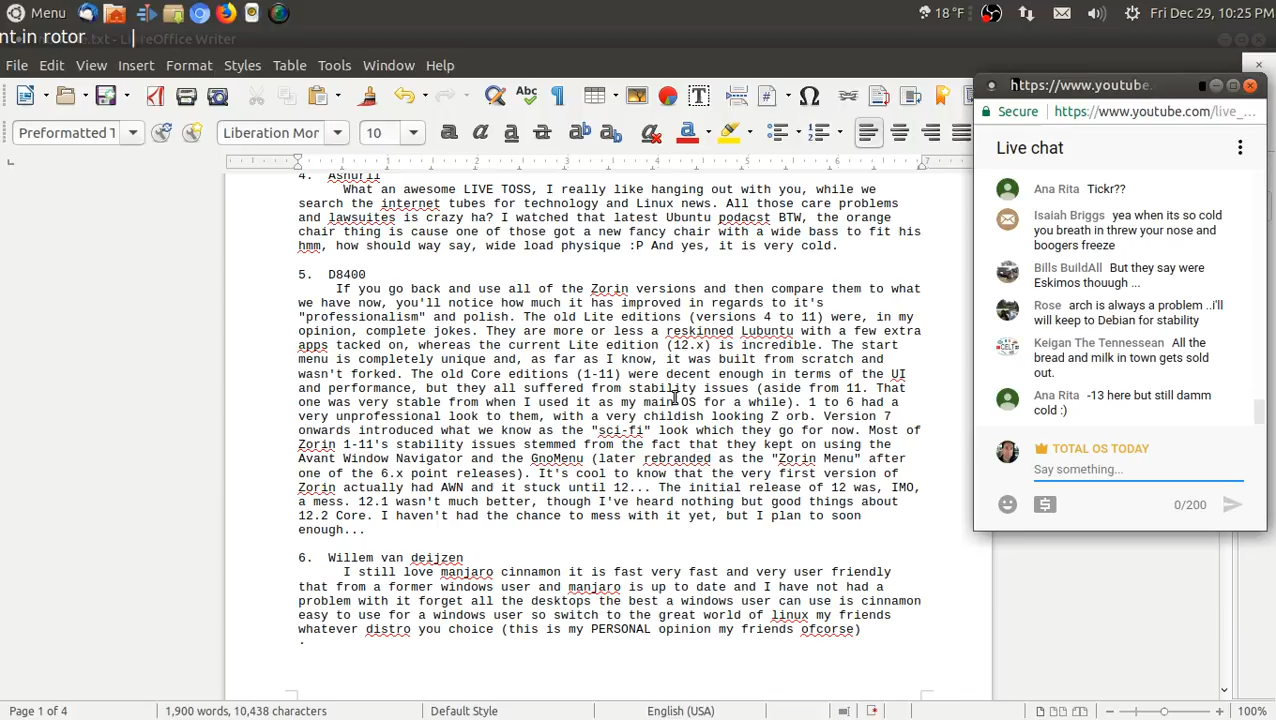 Menu
18 °F
Fri Dec 29, 10:25 PM
nt in rotor
.txt - Li reOffice Writer
File Edit View Insert Format Styles Table Tools Window Help
Preformatted T
Liberation Mor
10
1 2 3 4 5 6 7
4. Ashuril
What an awesome LIVE TOSS, I really like hanging out with you, while we
search the internet tubes for technology and Linux news. All those care problems
and lawsuites is crazy ha? I watched that latest Ubuntu podacst BTW, the orange
chair thing is cause one of those got a new fancy chair with a wide bass to fit his
hmm, how should way say, wide load physique :P And yes, it is very cold.
5. D8400
If you go back and use all of the Zorin versions and then compare them to what
we have now, you'll notice how much it has improved in regards to it's
"professionalism" and polish. The old Lite editions (versions 4 to 11) were, in my
opinion, complete jokes. They are more or less a reskinned Lubuntu with a few extra
apps tacked on, whereas the current Lite edition (12.x) is incredible. The start
menu is completely unique and, as far as I know, it was built from scratch and
wasn't forked. The old Core editions (1-11) were decent enough in terms of the UI
and performance, but they all suffered from stability issues (aside from 11. That
one was very stable from when I used it as my main OS for a while). 1 to 6 had a
very unprofessional look to them, with a very childish looking Z orb. Version 7
onwards introduced what we know as the "sci-fi" look which they go for now. Most of
Zorin 1-11's stability issues stemmed from the fact that they kept on using the
Avant Window Navigator and the GnoMenu (later rebranded as the "Zorin Menu" after
one of the 6.x point releases). It's cool to know that the very first version of
Zorin actually had AWN and it stuck until 12... The initial release of 12 was, IMO,
a mess. 12.1 wasn't much better, though I've heard nothing but good things about
12.2 Core. I haven't had the chance to mess with it yet, but I plan to soon
enough...
6. Willem van deijzen
I still love manjaro cinnamon it is fast very fast and very user friendly
that from a former windows user and manjaro is up to date and I have not had a
problem with it forget all the desktops the best a windows user can use is cinnamon
easy to use for a windows user so switch to the great world of linux my friends
whatever distro you choice (this is my PERSONAL opinion my friends ofcorse)
.
Page 1 of 4
1,900 words, 10,438 characters
Default Style
English (USA)
100%
https://www.youtube.
Secure https://www.youtube.com/live_...
Live chat
Ana Rita Tickr??
Isaiah Briggs yea when its so cold
you breath in threw your nose and
boogers freeze
Bills BuildAll But they say were
Eskimos thouugh ...
Rose arch is always a problem ..i'll
will keep to Debian for stability
Keigan The Tennessean All the
bread and milk in town gets sold
out.
Ana Rita -13 here but still damm
cold :)
TOTAL OS TODAY
Say something...
0/200